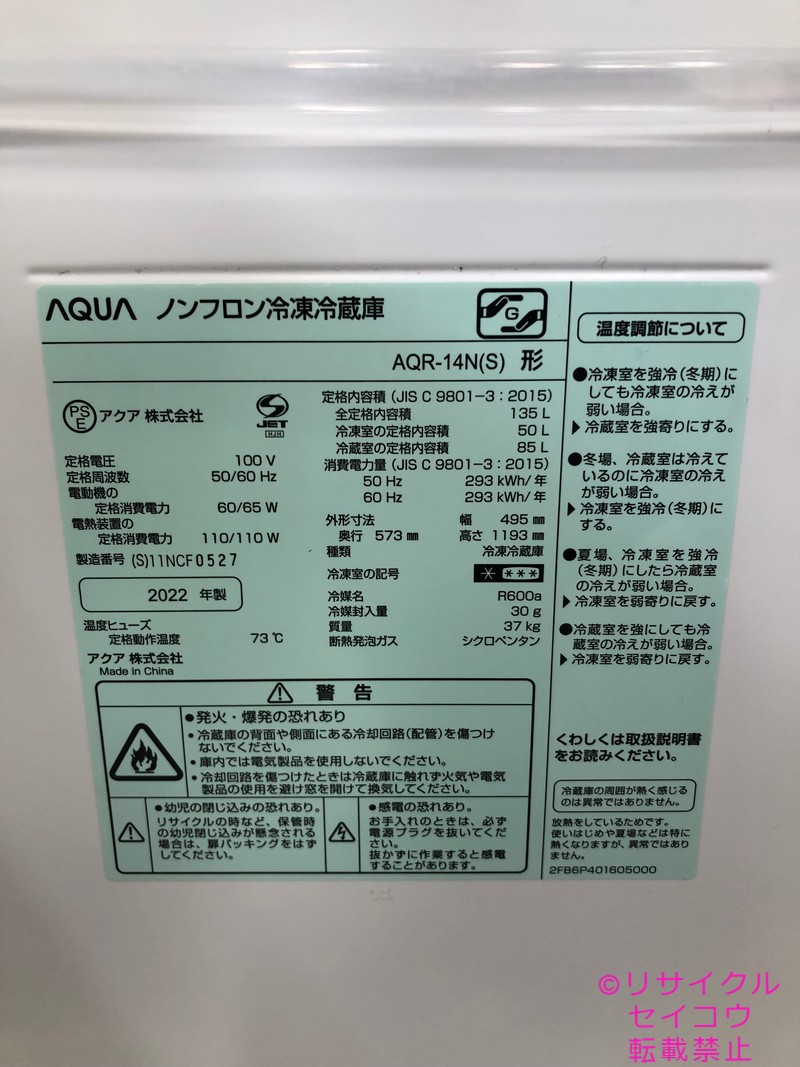 AQUA ノンフロン冷凍冷蔵庫
G
AQR-14N(S) 形
PS
E
アクア 株式会社
JET
定格電圧 100 V
定格周波数 50/60 Hz
電動機の
定格消費電力 60/65 W
電熱装置の
定格消費電力 110/110 W
製造番号 (S)11NCF0527
2022 年製
温度ヒューズ
定格動作温度 73 ℃
アクア 株式会社
Made in China
定格内容積 (JIS C 9801-3 : 2015)
全定格内容積 135 L
冷凍室の定格内容積 50 L
冷蔵室の定格内容積 85 L
消費電力量 (JIS C 9801-3 : 2015)
50 Hz 293 kWh/年
60 Hz 293 kWh/年
外形寸法 幅 495 mm
奥行 573 mm 高さ 1193 mm
種類 冷凍冷蔵庫
冷凍室の記号 * ***
冷媒名 R600a
冷媒封入量 30 g
質量 37 kg
断熱発泡ガス シクロペンタン
警 告
●発火・爆発の恐れあり
・冷蔵庫の背面や側面にある冷却回路(配管)を傷つけ
ないでください。
・庫内では電気製品を使用しないでください。
・冷却回路を傷つけたときは冷蔵庫に触れず火気や電気
製品の使用を避け窓を開けて換気してください。
●幼児の閉じ込みの恐れあり。
リサイクルの時など、保管時
の幼児閉じ込みが懸念される
場合は、扉パッキングをはず
してください。
●感電の恐れあり。
お手入れのときは、必ず
電源プラグを抜いてくだ
さい。
抜かずに作業すると感電
することがあります。
温度調節について
●冷凍室を強冷(冬期)に
しても冷凍室の冷えが
弱い場合。
▶冷蔵室を強寄りにする。
●冬場、冷蔵室は冷えて
いるのに冷凍室の冷え
が弱い場合。
▶冷凍室を強冷(冬期)に
する。
●夏場、冷凍室を強冷
(冬期)にしたら冷蔵室
の冷えが弱い場合。
▶冷凍室を弱寄りに戻す。
●冷蔵室を強にしても冷
蔵室の冷えが弱い場合。
▶冷凍室を弱寄りに戻す。
くわしくは取扱説明書
をお読みください。
冷蔵庫の周囲が熱く感じる
のは異常ではありません。
放熱をしているためです。
使いはじめや夏場などは特に
熱くなりますが、異常ではあり
ません。
2FB6P401605000
©リサイクル
セイコウ
転載禁止